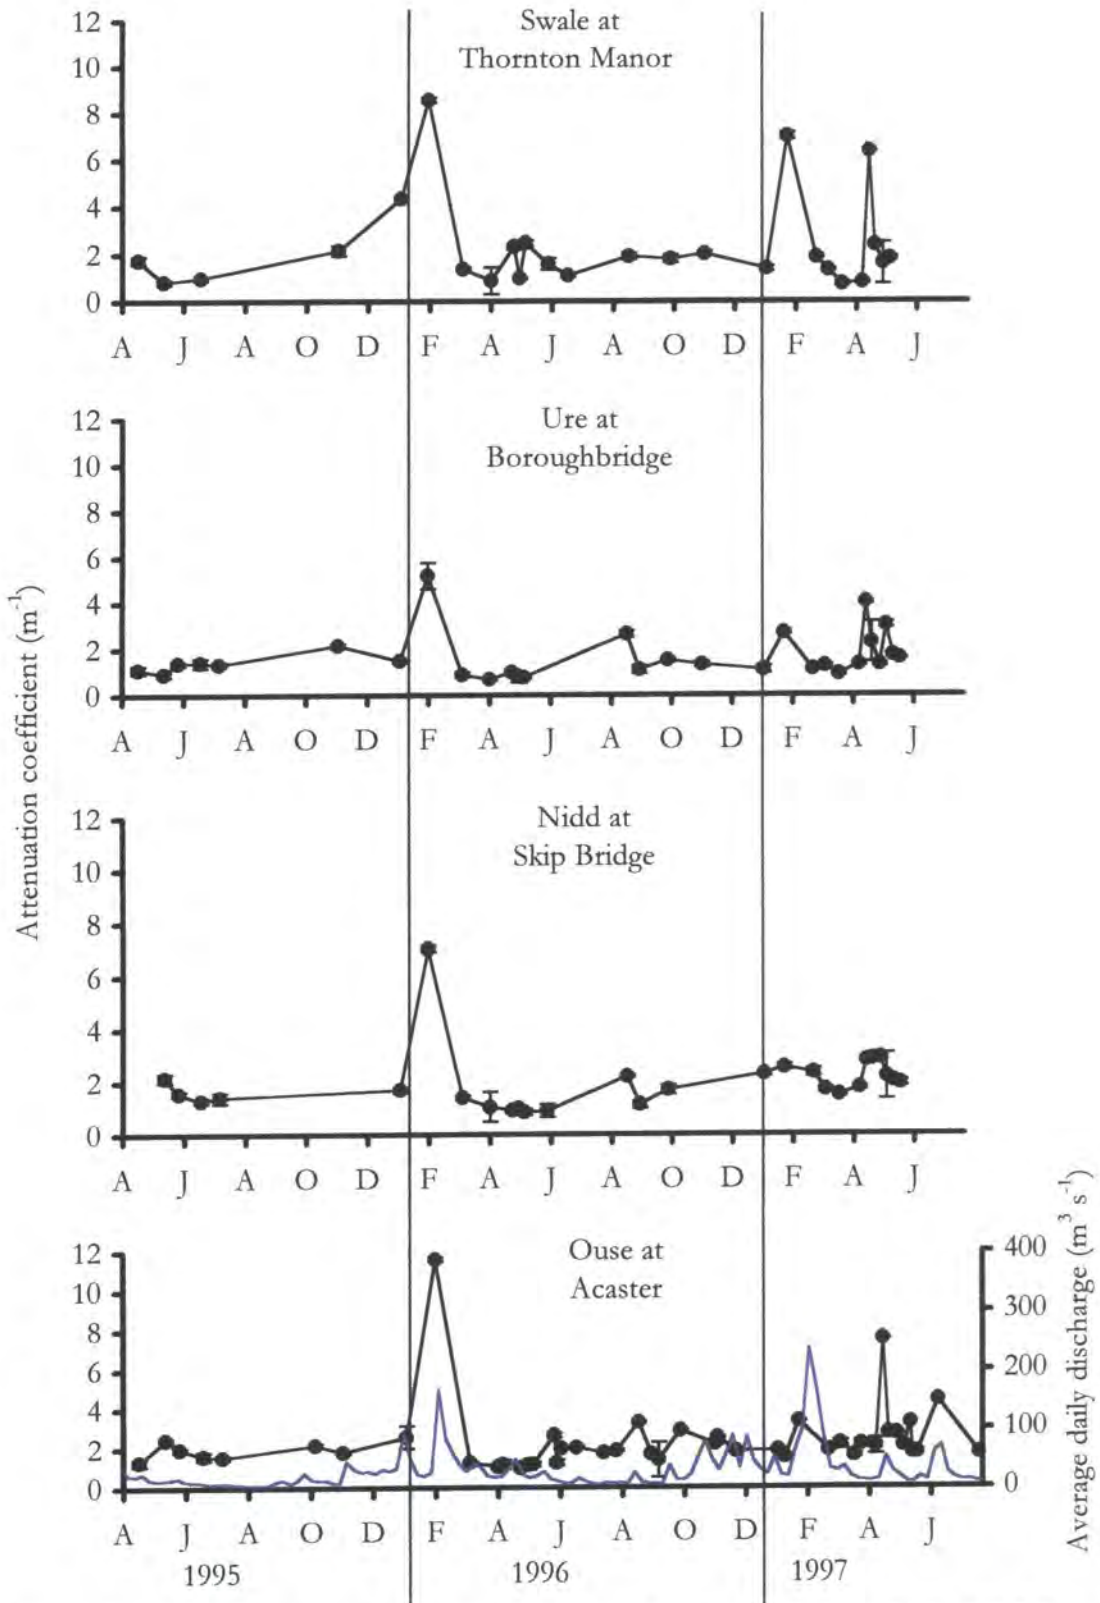 Swale at
Thornton Manor
12
10
8
6
4
2
0
A J A O D F A J A O D F A J
Ure at
Boroughbridge
12
10
8
6
4
2
0
A J A O D F A J A O D F A J
Attenuation coefficient (m⁻¹)
Nidd at
Skip Bridge
12
10
8
6
4
2
0
A J A O D F A J A O D F A J
Ouse at
Acaster
12
10
8
6
4
2
0
400
300
200
100
0
Average daily discharge (m³ s⁻¹)
A J A O D F A J A O D F A J
1995 1996 1997